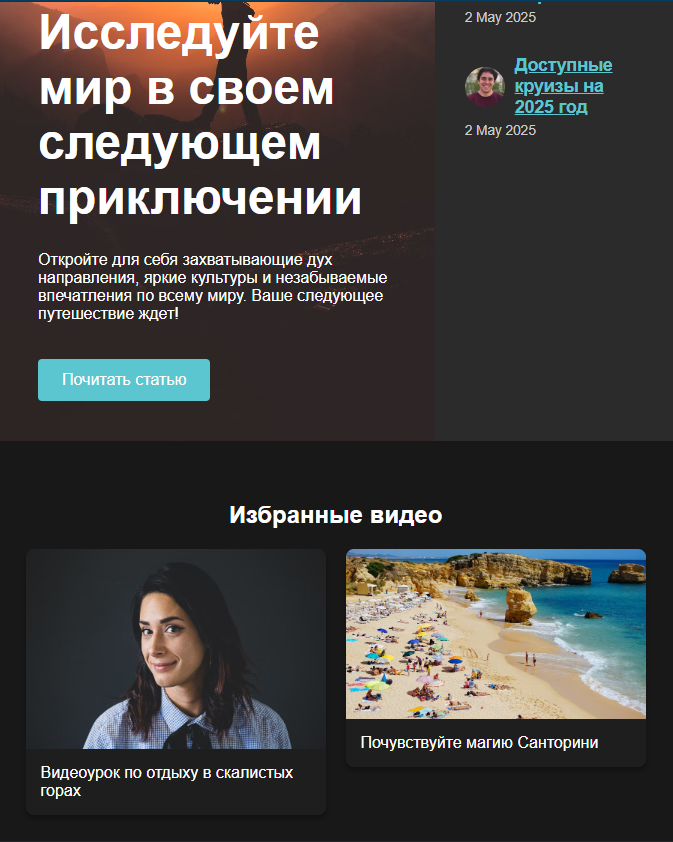 Исследуйте
мир в своем
следующем
приключении
Откройте для себя захватывающие дух
направления, яркие культуры и незабываемые
впечатления по всему миру. Ваше следующее
путешествие ждет!
Почитать статью
2 May 2025
Доступные
круизы на
2025 год
2 May 2025
Избранные видео
Видеоурок по отдыху в скалистых
горах
Почувствуйте магию Санторини